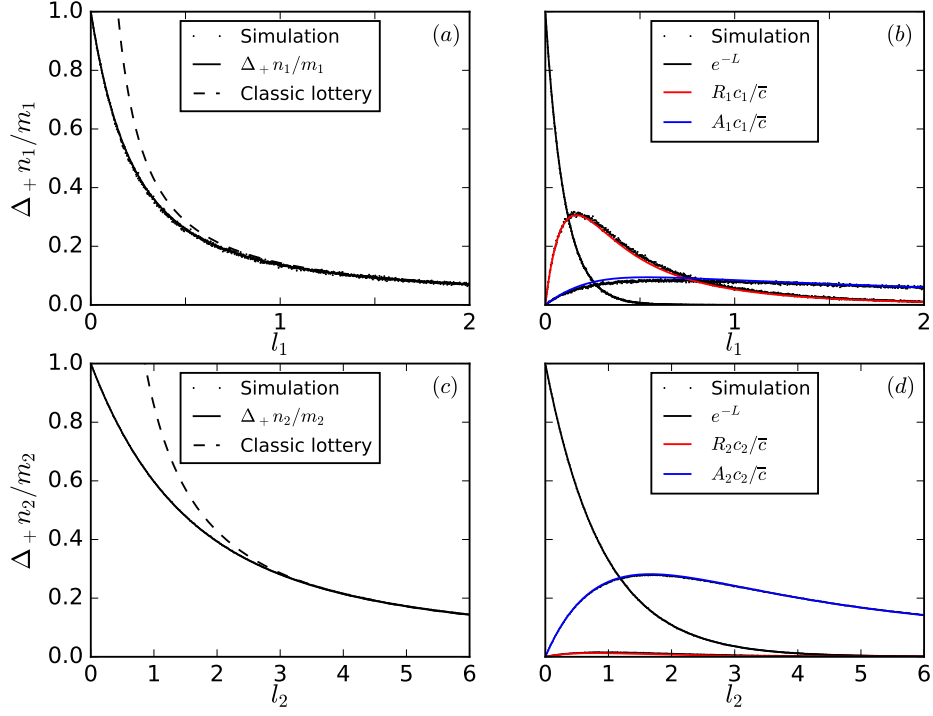 (a)
Simulation
Δ₊n₁/m₁
Classic lottery
Δ₊n₁/m₁
1.0
0.8
0.6
0.4
0.2
0.0
0 1 2
l₁
(b)
Simulation
e⁻ᴸ
R₁c₁/c̅
A₁c₁/c̅
0 1 2
l₁
(c)
Simulation
Δ₊n₂/m₂
Classic lottery
Δ₊n₂/m₂
1.0
0.8
0.6
0.4
0.2
0.0
0 1 2 3 4 5 6
l₂
(d)
Simulation
e⁻ᴸ
R₂c₂/c̅
A₂c₂/c̅
0 1 2 3 4 5 6
l₂